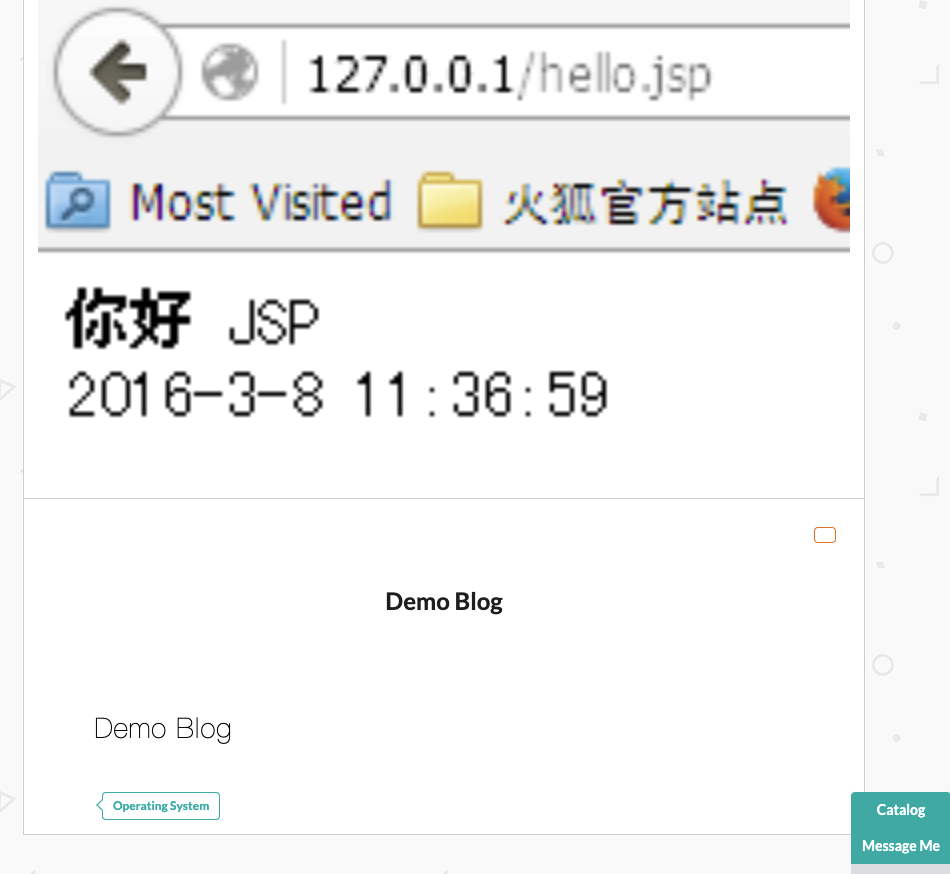 127.0.0.1/hello.jsp
Most Visited 火狐官方站点
你好 JSP
2016-3-8 11:36:59
Demo Blog
Demo Blog
Operating System
Catalog
Message Me